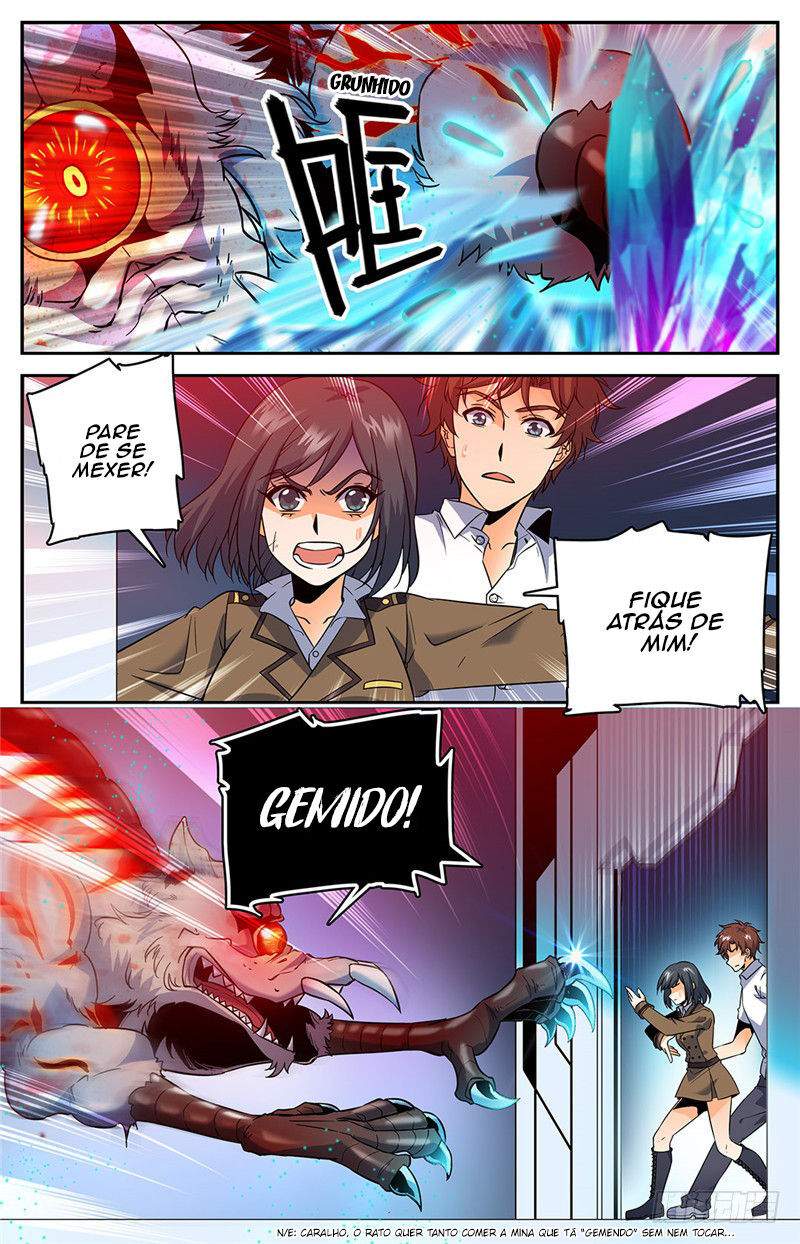 GRUNHIDO
PARE
DE SE
MEXER!
FIQUE
ATRÁS DE
MIM!
GEMIDO!
N/E: CARALHO, O RATO QUER TANTO COMER A MINA QUE TÁ "GEMENDO" SEM NEM TOCAR...